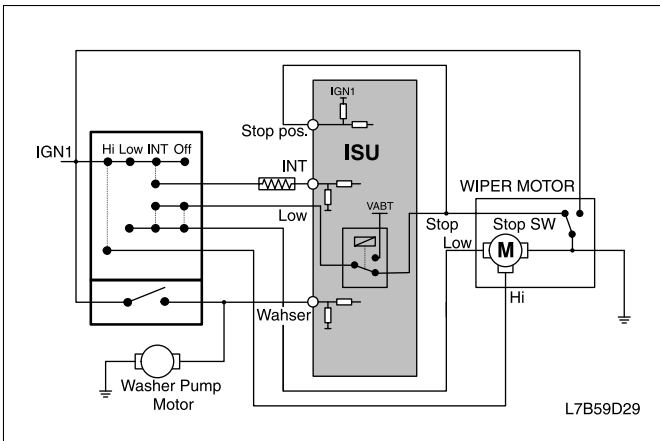 IGN1
Stop pos.
IGN1
Hi Low INT Off
INT
ISU
WIPER MOTOR
Low
VABT
Stop
Stop SW
Low
M
Hi
Wahser
Washer Pump
Motor
L7B59D29